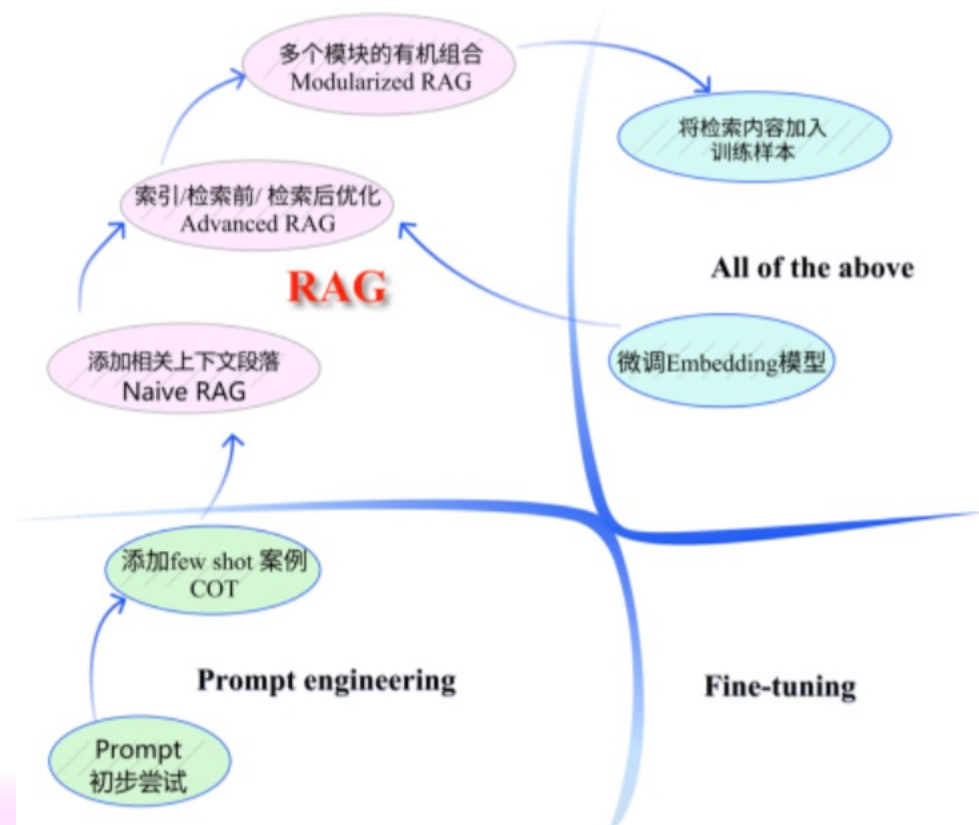 多个模块的有机组合
Modularized RAG
将检索内容加入
训练样本
索引/检索前/ 检索后优化
Advanced RAG
All of the above
RAG
添加相关上下文段落
Naive RAG
微调Embedding模型
添加few shot 案例
COT
Prompt engineering
Fine-tuning
Prompt
初步尝试